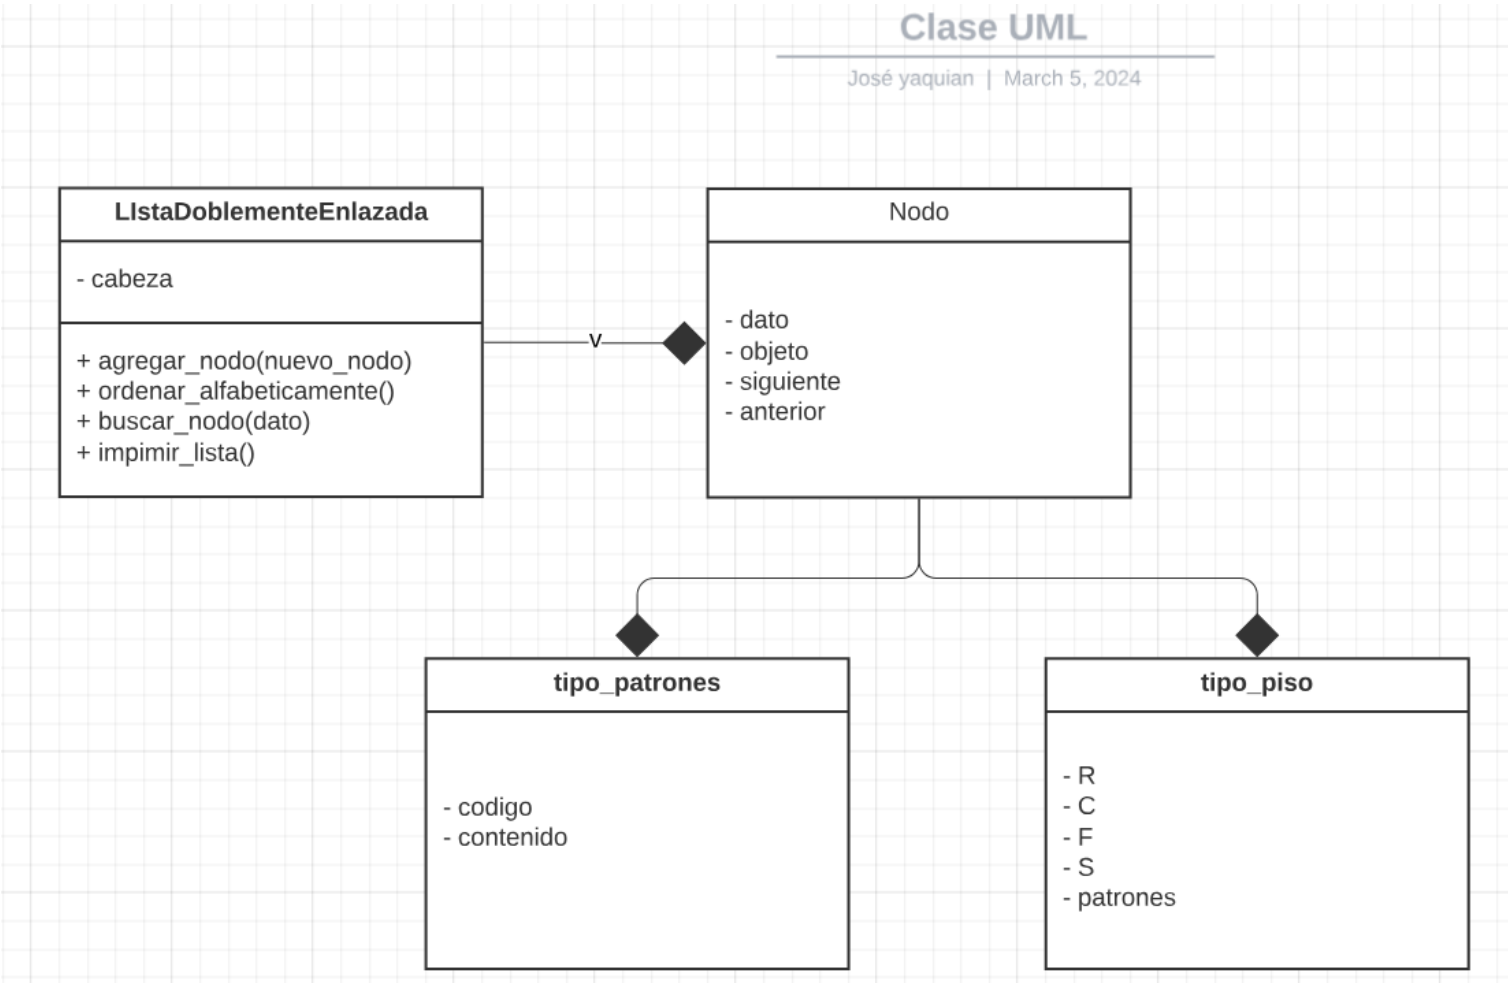 Clase UML
José yaquian | March 5, 2024
LIstaDoblementeEnlazada
- cabeza
+ agregar_nodo(nuevo_nodo)
+ ordenar_alfabeticamente()
+ buscar_nodo(dato)
+ impimir_lista()
v
Nodo
- dato
- objeto
- siguiente
- anterior
tipo_patrones
- codigo
- contenido
tipo_piso
- R
- C
- F
- S
- patrones